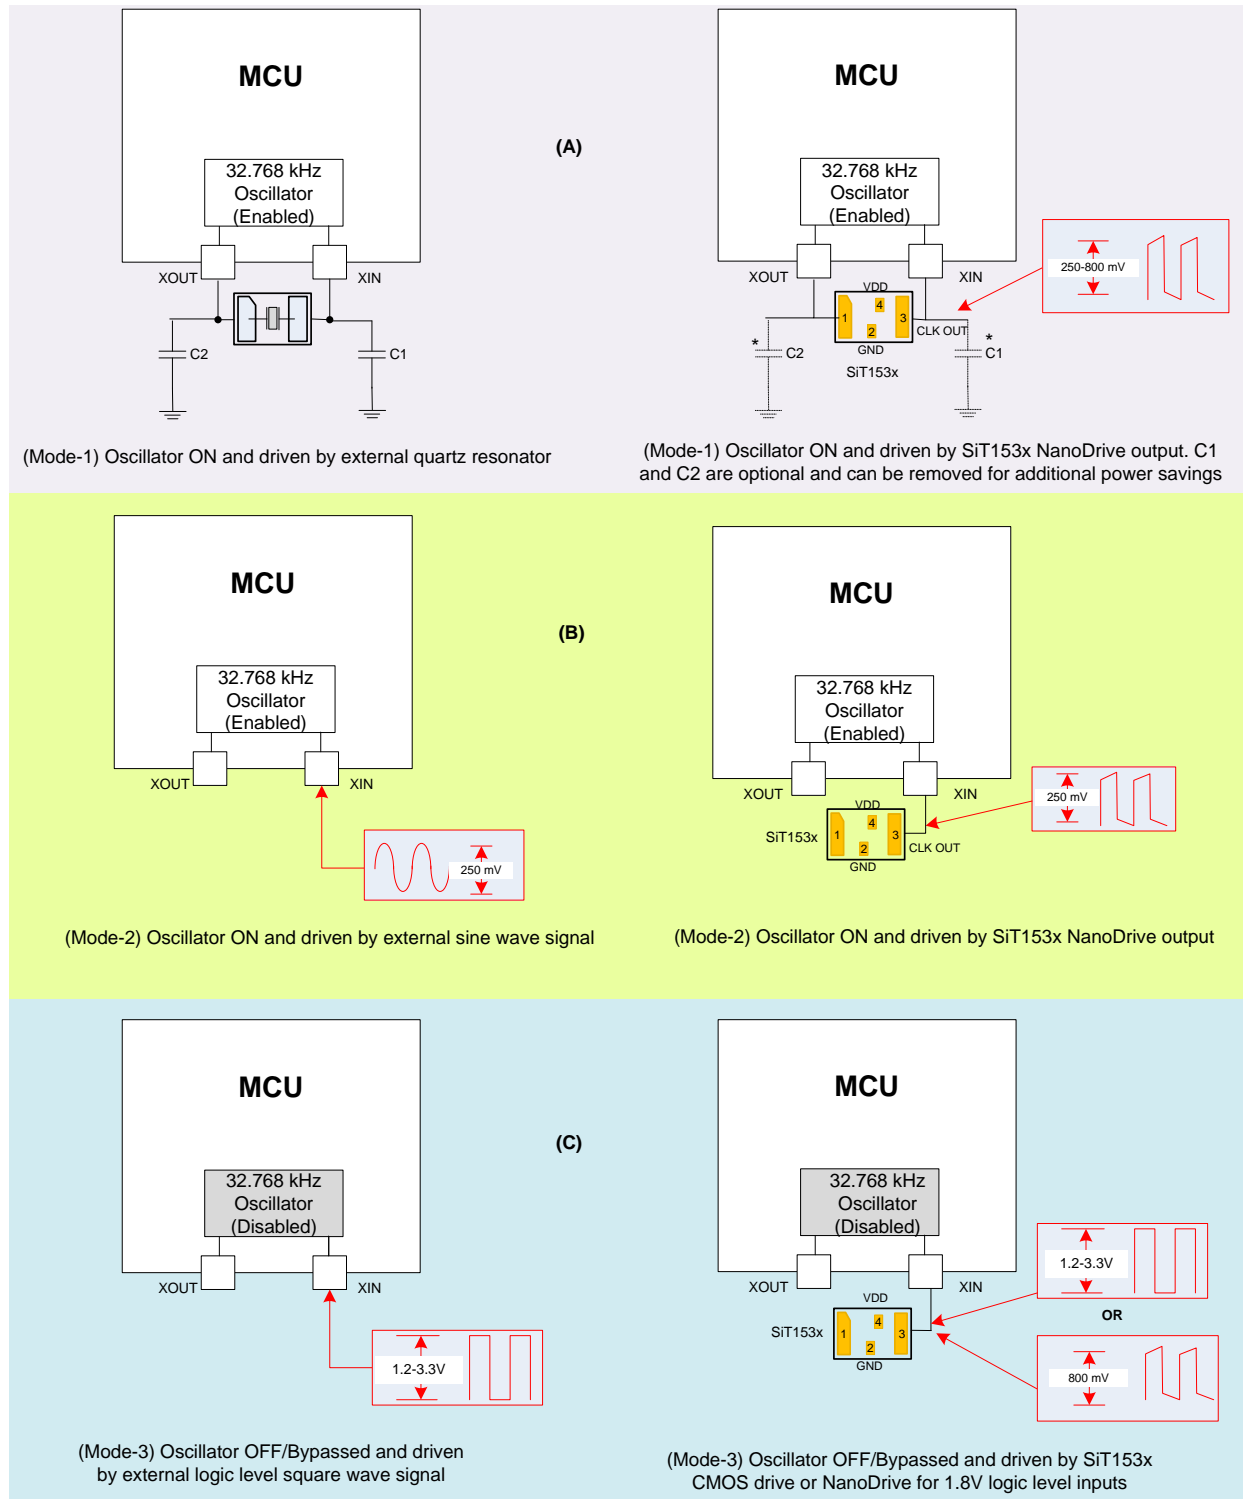 MCU
32.768 kHz
Oscillator
(Enabled)
XOUT
XIN
C2
C1
(Mode-1) Oscillator ON and driven by external quartz resonator
(A)
MCU
32.768 kHz
Oscillator
(Enabled)
XOUT
XIN
VDD
1
4
3
2
CLK OUT
GND
SiT153x
*
C2
*
C1
250-800 mV
(Mode-1) Oscillator ON and driven by SiT153x NanoDrive output. C1
and C2 are optional and can be removed for additional power savings
MCU
32.768 kHz
Oscillator
(Enabled)
XOUT
XIN
250 mV
(Mode-2) Oscillator ON and driven by external sine wave signal
(B)
MCU
32.768 kHz
Oscillator
(Enabled)
XOUT
XIN
VDD
SiT153x
1
4
3
2
CLK OUT
GND
250 mV
(Mode-2) Oscillator ON and driven by SiT153x NanoDrive output
MCU
32.768 kHz
Oscillator
(Disabled)
XOUT
XIN
1.2-3.3V
(Mode-3) Oscillator OFF/Bypassed and driven
by external logic level square wave signal
(C)
MCU
32.768 kHz
Oscillator
(Disabled)
XOUT
XIN
VDD
SiT153x
1
4
3
2
GND
1.2-3.3V
OR
800 mV
(Mode-3) Oscillator OFF/Bypassed and driven by SiT153x
CMOS drive or NanoDrive for 1.8V logic level inputs